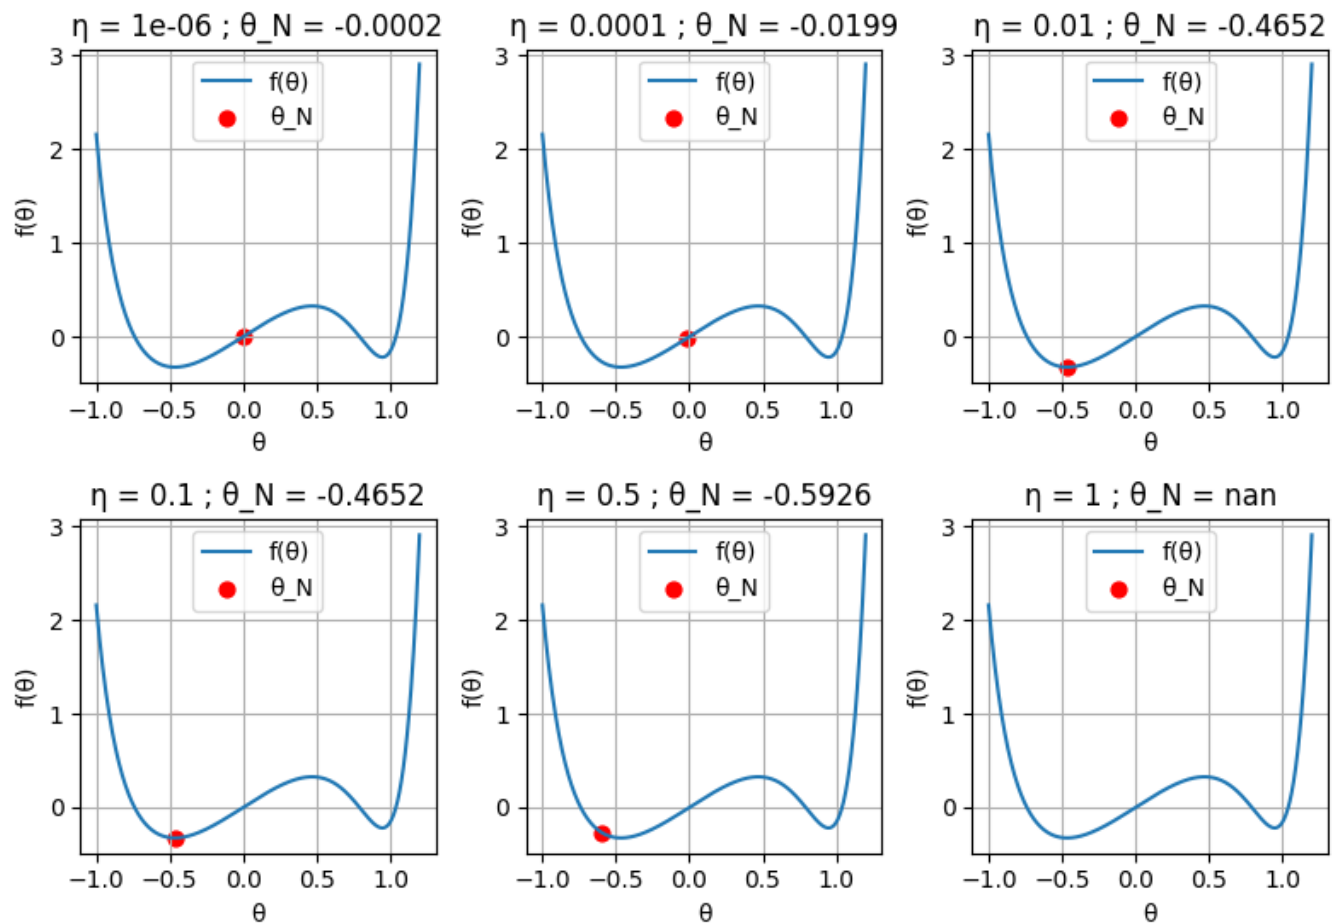 η = 1e-06 ; θ_N = -0.0002
f(θ)
θ_N
3
2
1
0
f(θ)
−1.0 −0.5 0.0 0.5 1.0
θ
η = 0.0001 ; θ_N = -0.0199
f(θ)
θ_N
3
2
1
0
f(θ)
−1.0 −0.5 0.0 0.5 1.0
θ
η = 0.01 ; θ_N = -0.4652
f(θ)
θ_N
3
2
1
0
f(θ)
−1.0 −0.5 0.0 0.5 1.0
θ
η = 0.1 ; θ_N = -0.4652
f(θ)
θ_N
3
2
1
0
f(θ)
−1.0 −0.5 0.0 0.5 1.0
θ
η = 0.5 ; θ_N = -0.5926
f(θ)
θ_N
3
2
1
0
f(θ)
−1.0 −0.5 0.0 0.5 1.0
θ
η = 1 ; θ_N = nan
f(θ)
θ_N
3
2
1
0
f(θ)
−1.0 −0.5 0.0 0.5 1.0
θ